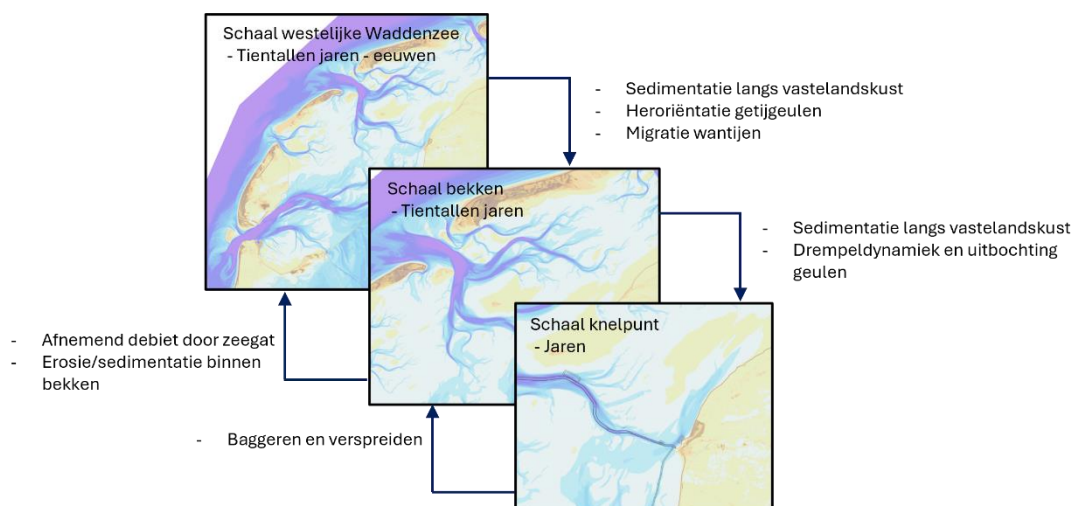 Schaal westelijke Waddenzee
- Tientallen jaren - eeuwen
- Sedimentatie langs vastelandskust
- Heroriëntatie getijgeulen
- Migratie wantijen
Schaal bekken
- Tientallen jaren
- Sedimentatie langs vastelandskust
- Drempeldynamiek en uitbochting
geulen
Schaal knelpunt
- Jaren
- Afnemend debiet door zeegat
- Erosie/sedimentatie binnen
bekken
- Baggeren en verspreiden